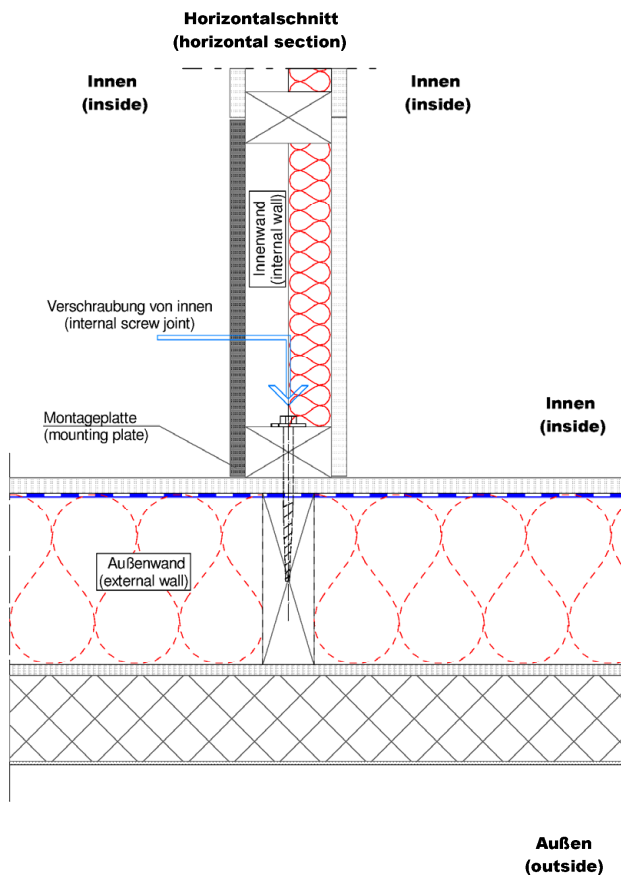 Horizontalschnitt
(horizontal section)
Innen
(inside)
Innen
(inside)
Innenwand
(internal wall)
Verschraubung von innen
(internal screw joint)
Montageplatte
(mounting plate)
Innen
(inside)
Außenwand
(external wall)
Außen
(outside)